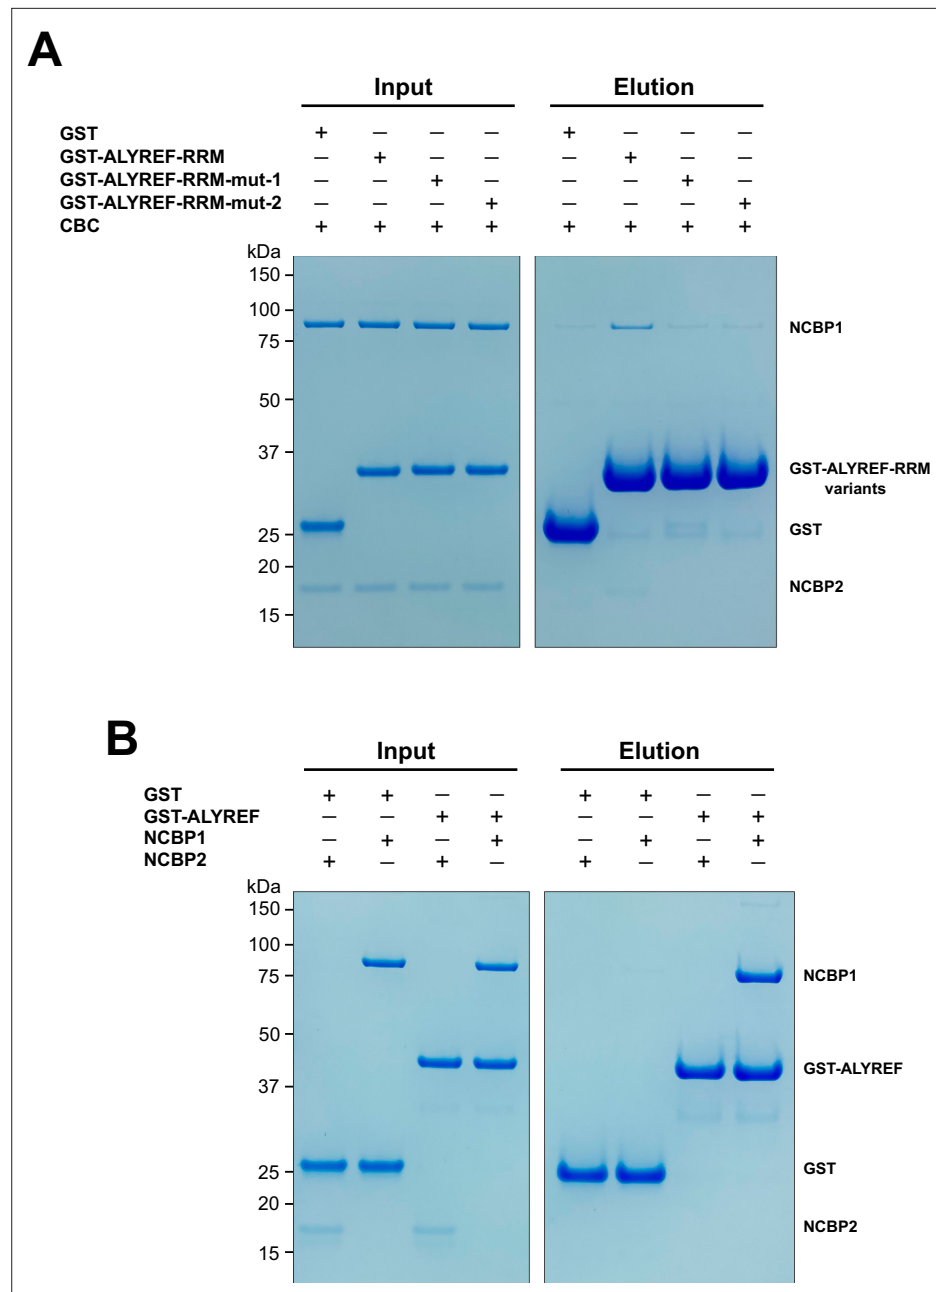 A
Input Elution
GST + — — — + — — —
GST-ALYREF-RRM — + — — — + — —
GST-ALYREF-RRM-mut-1 — — + — — — + —
GST-ALYREF-RRM-mut-2 — — — + — — — +
CBC + + + + + + + +
kDa
150
100
NCBP1
75
50
37
GST-ALYREF-RRM
variants
GST
25
20
NCBP2
15
B
Input Elution
GST + + — — + + — —
GST-ALYREF — — + + — — + +
NCBP1 — + — + — + — +
NCBP2 + — + — + — + —
kDa
150
100
75 NCBP1
50
GST-ALYREF
37
25 GST
20
NCBP2
15